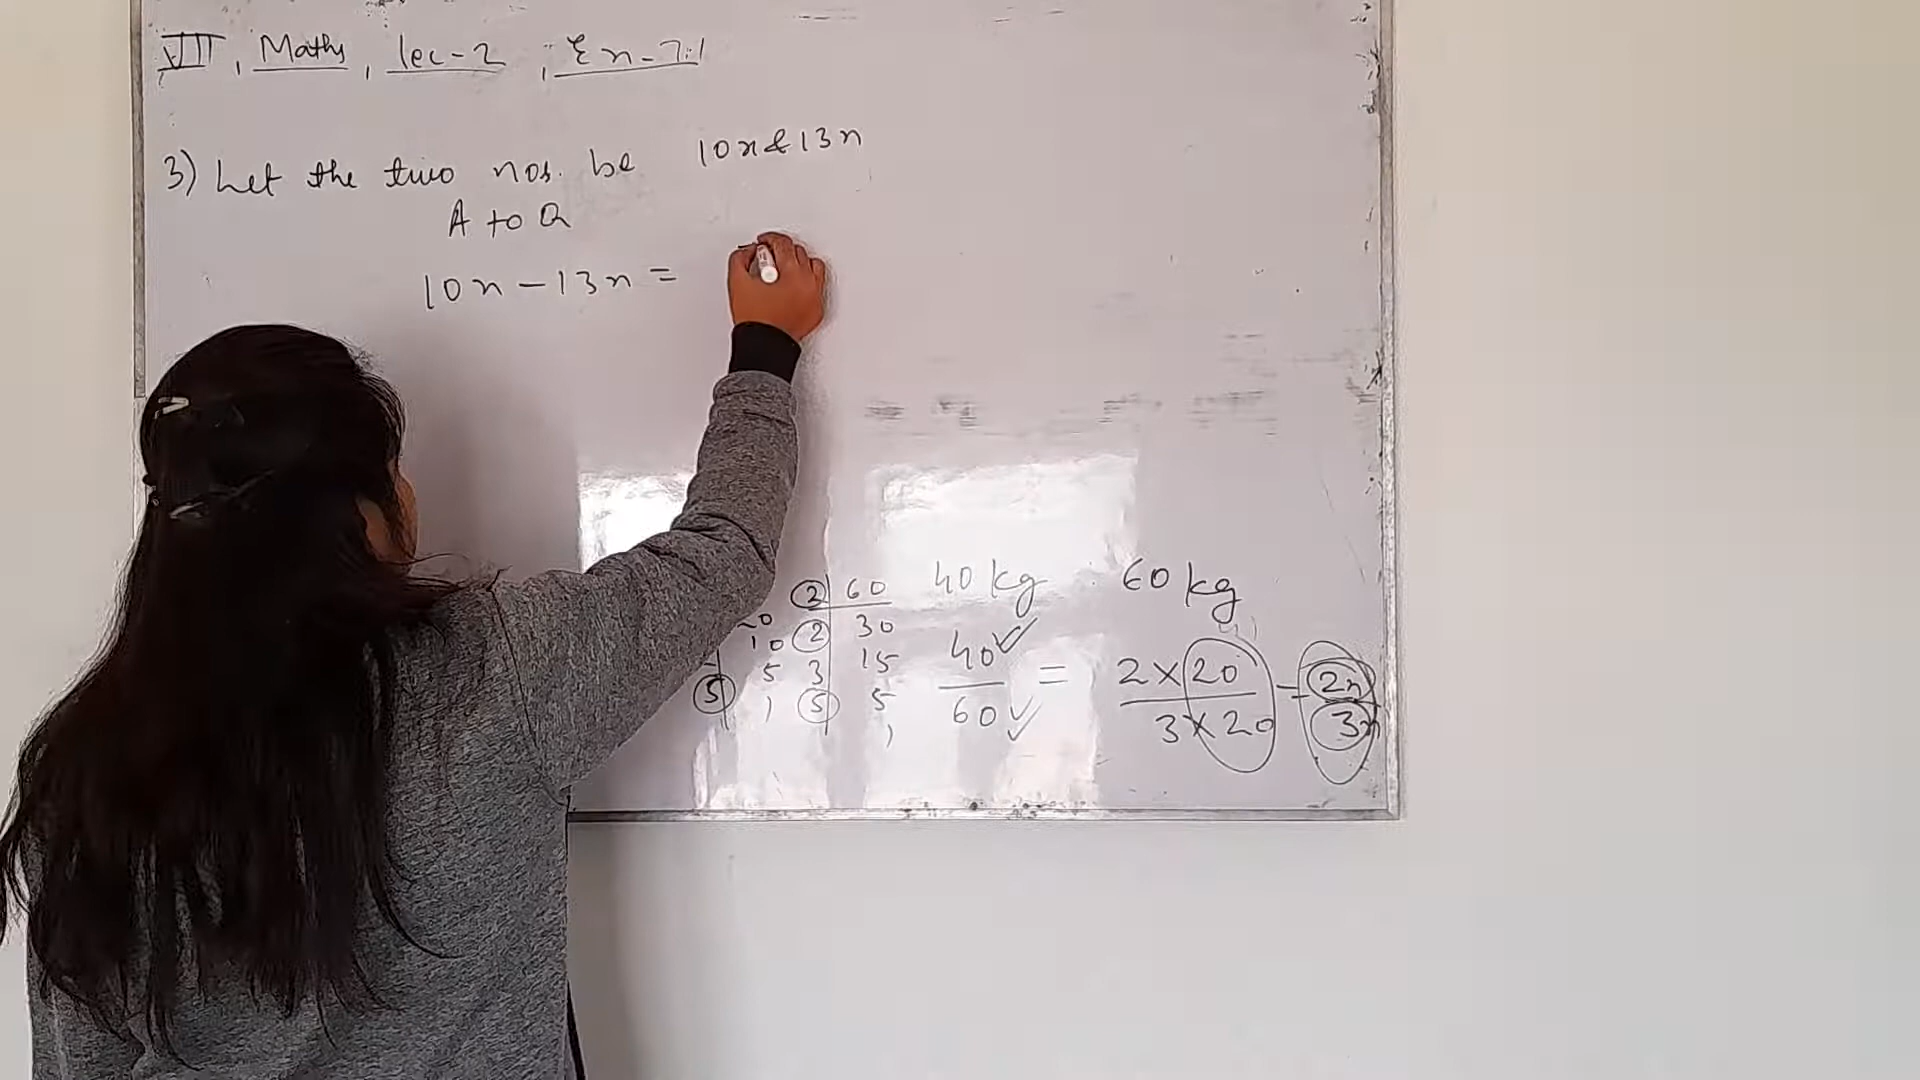 VII, Maths, lec-2, Ex-7.1
3) Let the two nos. be 10x & 13x
A to Q
10x - 13x =
2 60 40 kg 60 kg
20 2 30
10 3 15 40 = 2 x 20 2x
5 5 5 60 3 x 20 3x
5 1